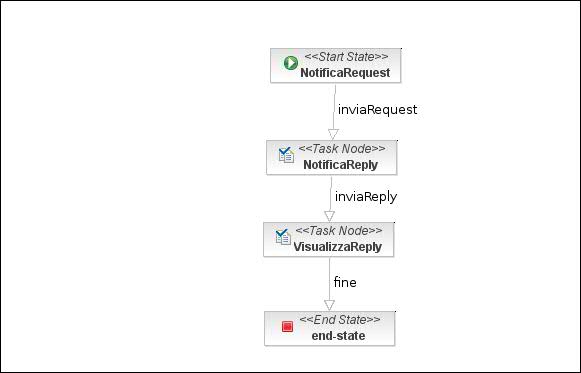 <<Start State>>
NotificaRequest
inviaRequest
<<Task Node>>
NotificaReply
inviaReply
<<Task Node>>
VisualizzaReply
fine
<<End State>>
end-state